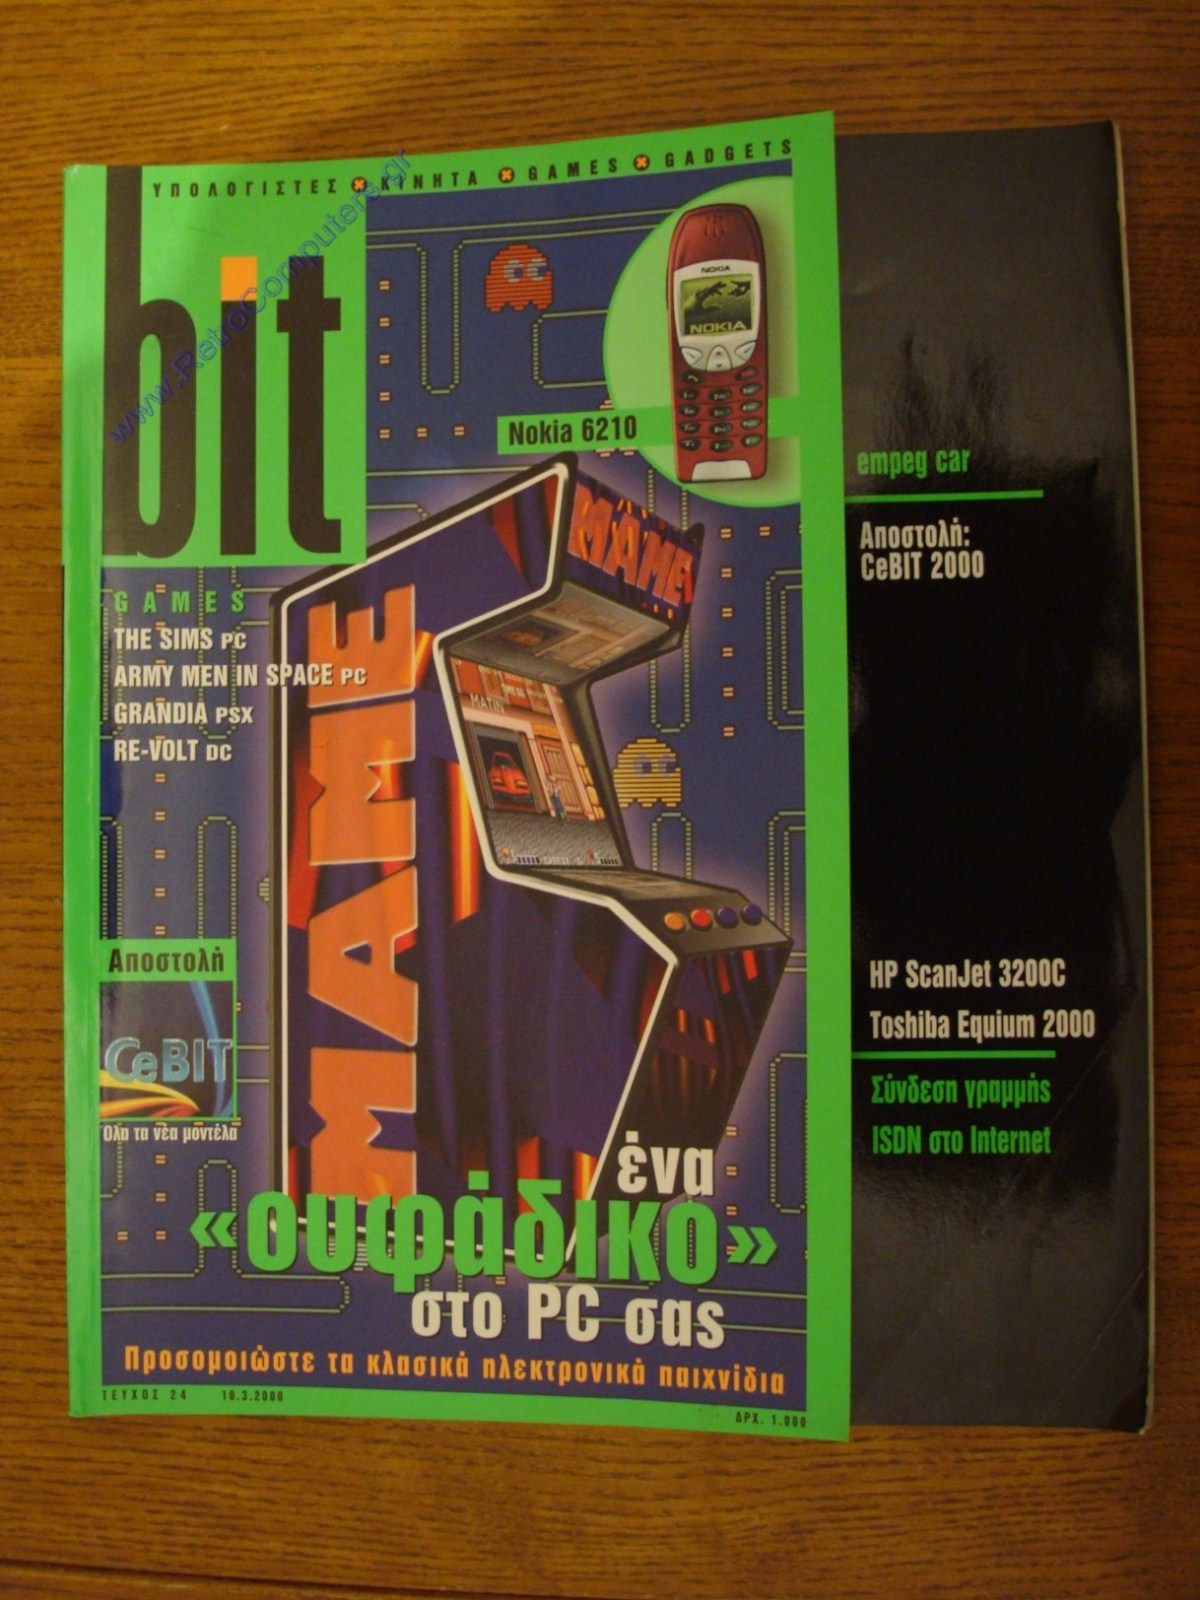 ΥΠΟΛΟΓΙΣΤΕΣ ✖ ΚΙΝΗΤΑ ✖ GAMES ✖ GADGETS
www.RetroComputers.gr
bit
NOKIA
NOKIA
Nokia 6210
MAME
MAME
MATIN
GAMES
THE SIMS PC
ARMY MEN IN SPACE PC
GRANDIA PSX
RE-VOLT DC
Αποστολή
CeBIT
Όλα τα νέα μοντέλα
ένα
«ουφάδικο»
στο PC σας
Προσομοιώστε τα κλασικά ηλεκτρονικά παιχνίδια
ΤΕΥΧΟΣ 24 10.3.2000
ΔΡΧ. 1.000
empeg car
Αποστολή:
CeBIT 2000
HP ScanJet 3200C
Toshiba Equium 2000
Σύνδεση γραμμής
ISDN στο Internet